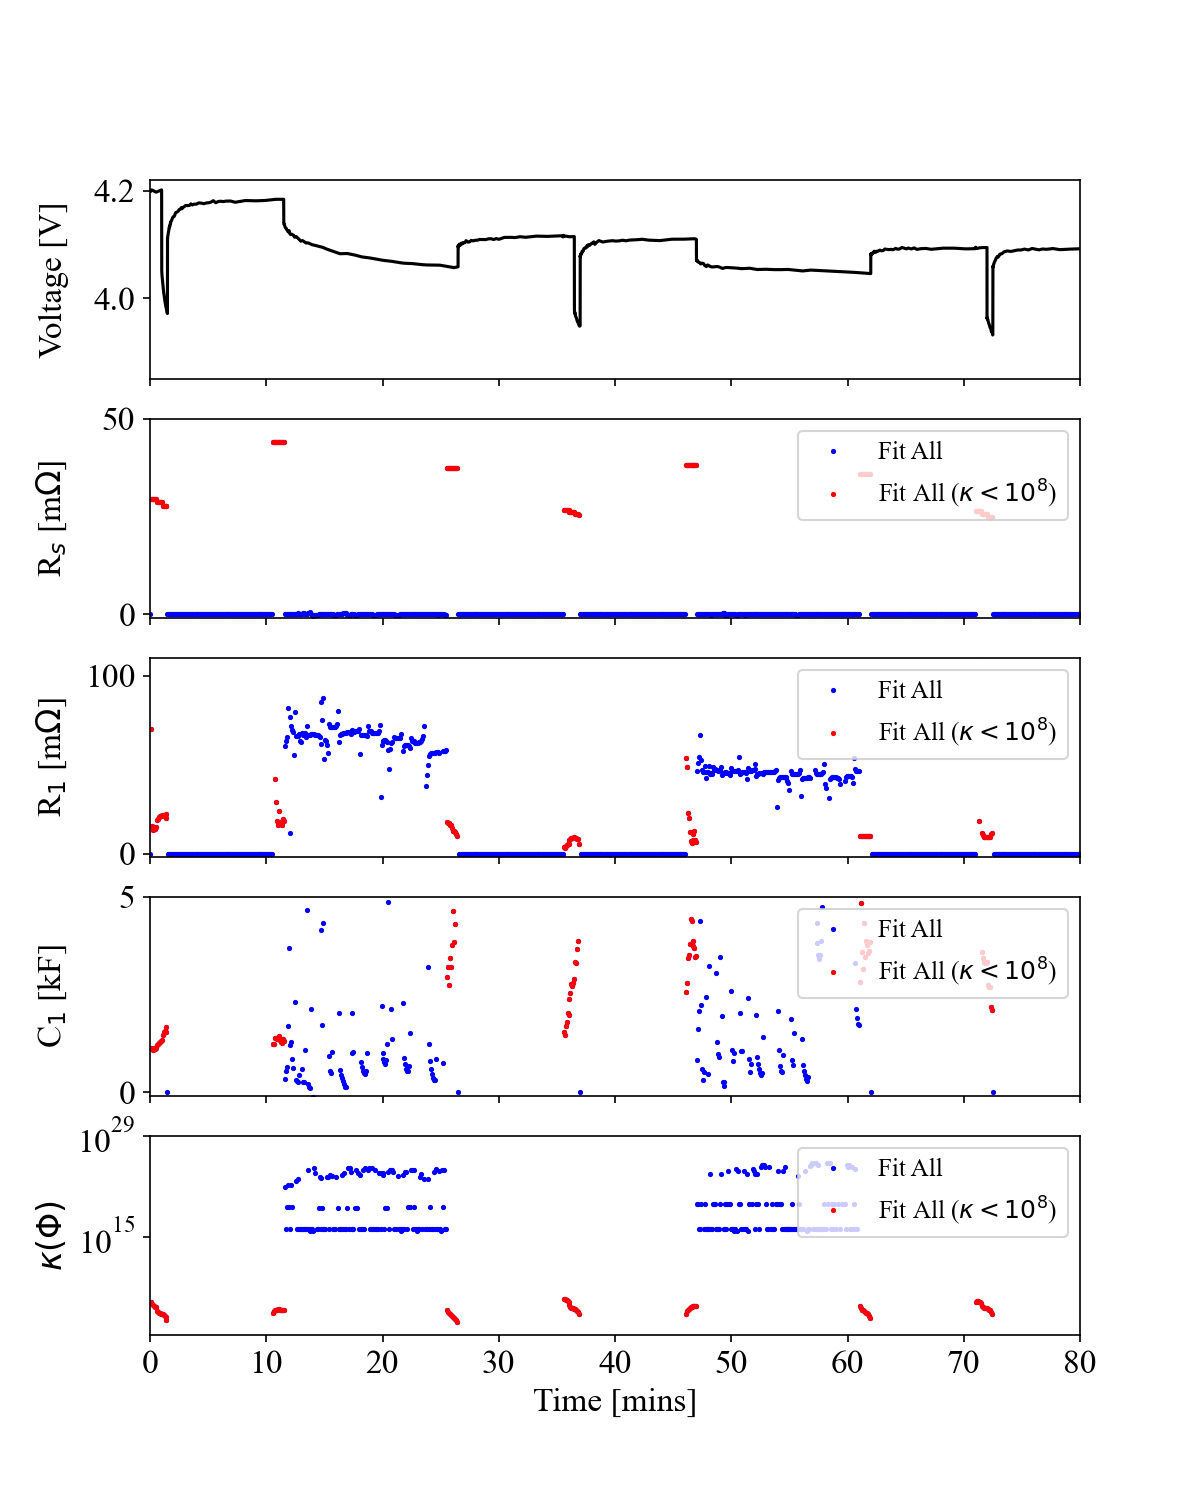 4.2
4.0
Voltage [V]
50
0
R_s [mΩ]
Fit All
Fit All (κ < 10^8)
100
0
R_1 [mΩ]
Fit All
Fit All (κ < 10^8)
5
0
C_1 [kF]
Fit All
Fit All (κ < 10^8)
10^29
10^15
κ(Φ)
Fit All
Fit All (κ < 10^8)
0 10 20 30 40 50 60 70 80
Time [mins]